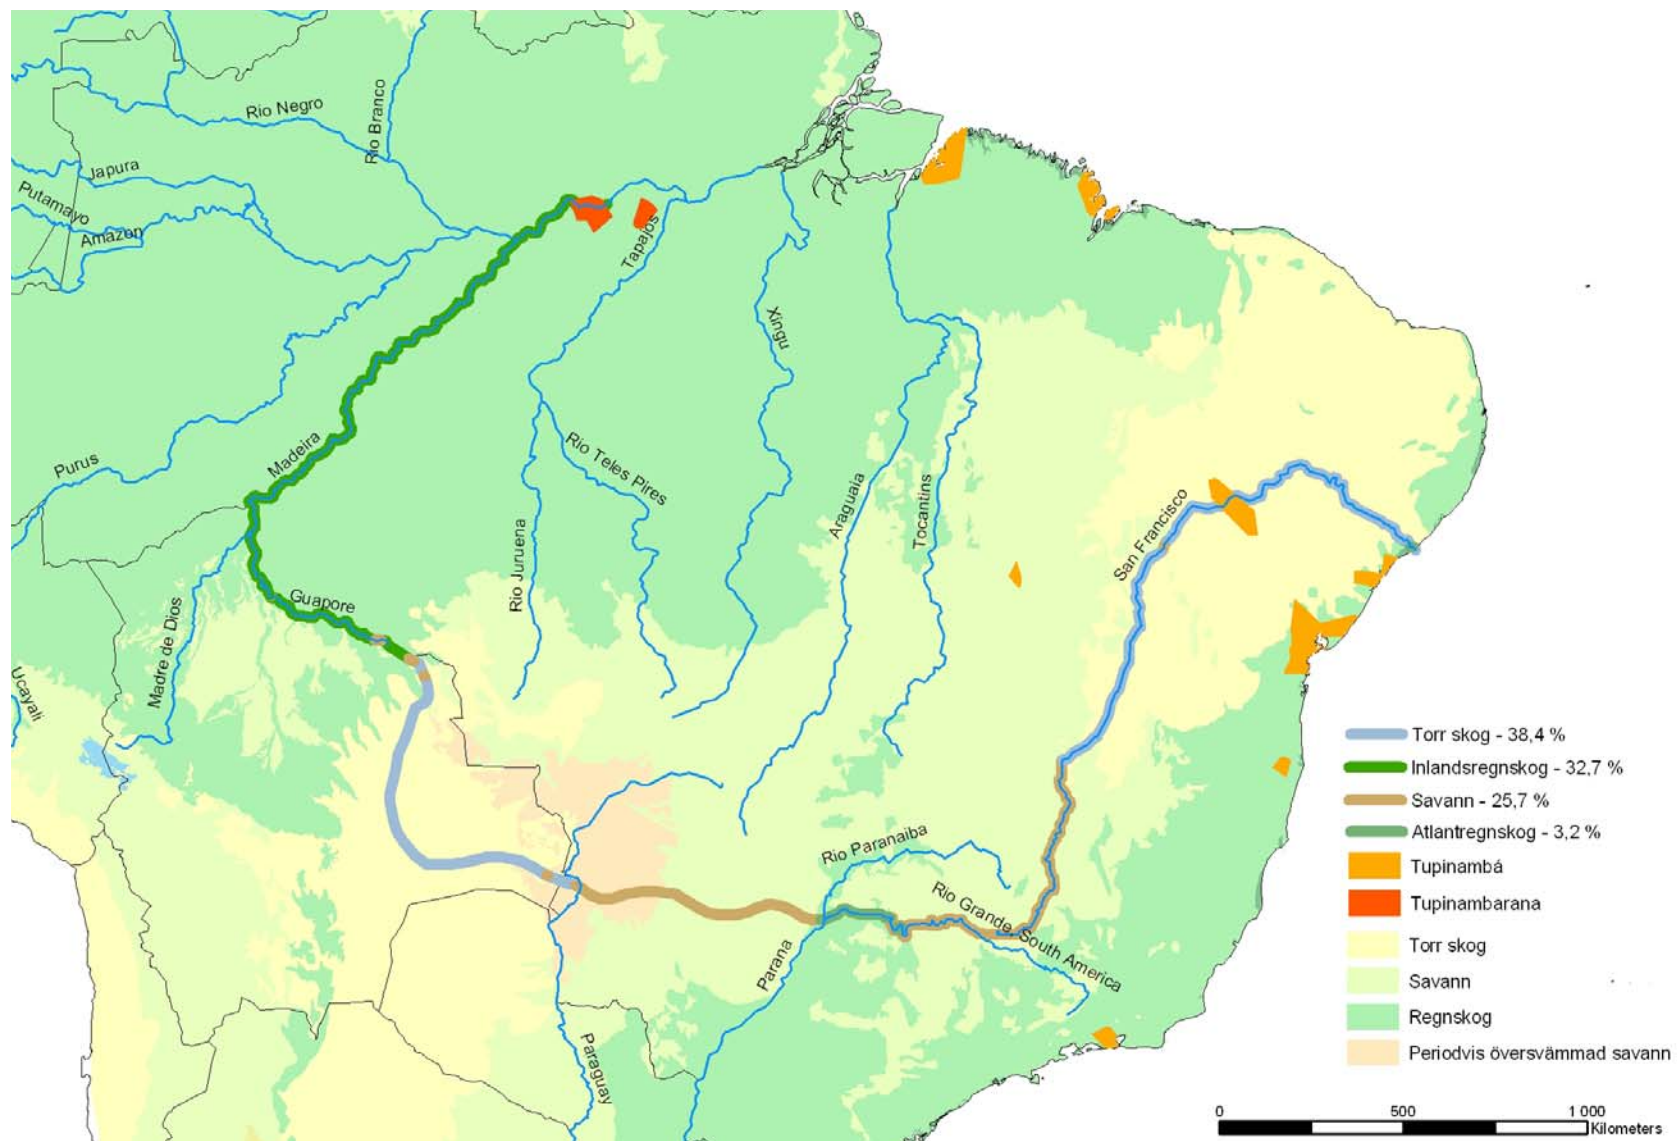 Rio Negro
Rio Branco
Japura
Putamayo
Amazon
Tapajos
Xingu
Purus
Madeira
Rio Teles Pires
Rio Juruena
Araguaia
Tocantins
San Francisco
Guapore
Madre de Dios
Ucayali
Rio Paranaiba
Rio Grande, South America
Parana
Paraguay
Torr skog - 38,4 %
Inlandsregnskog - 32,7 %
Savann - 25,7 %
Atlantregnskog - 3,2 %
Tupinambá
Tupinambarana
Torr skog
Savann
Regnskog
Periodvis översvämmad savann
0 500 1 000
Kilometers